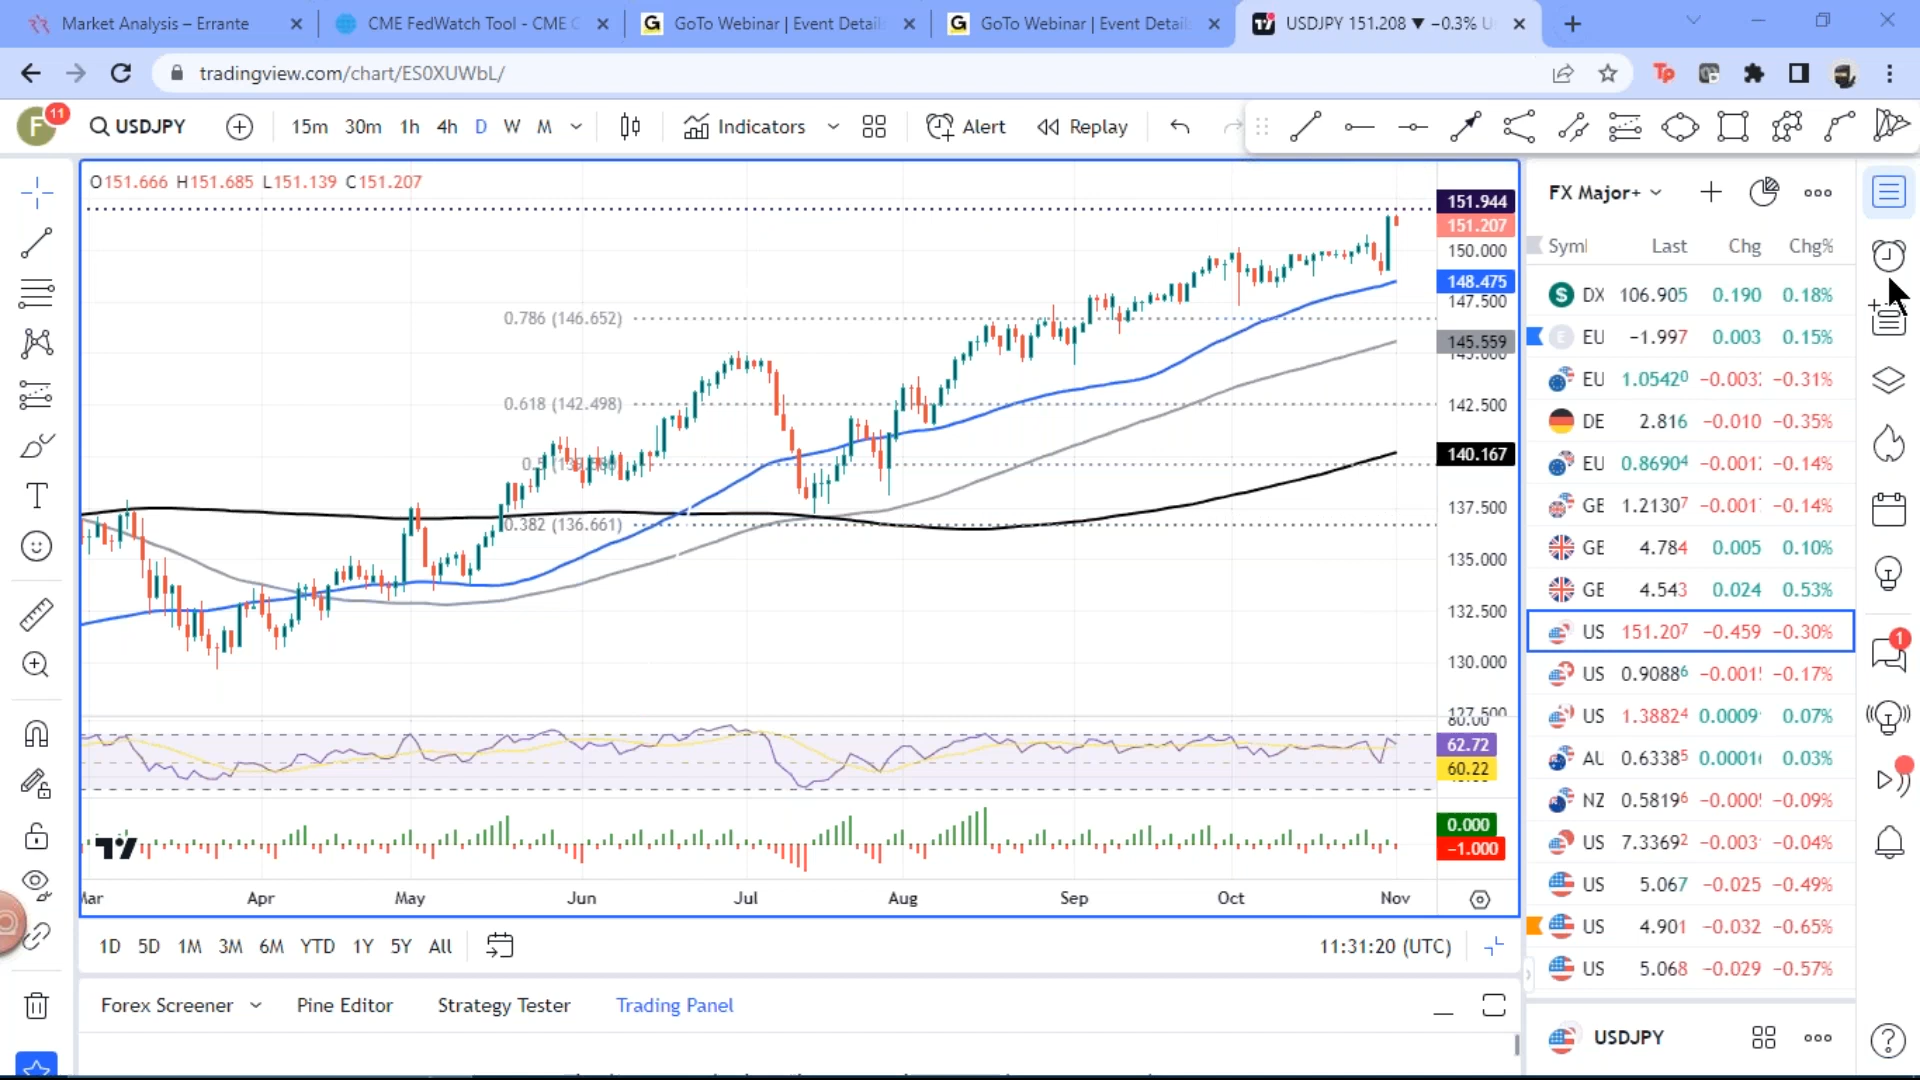 Market Analysis – Errante
CME FedWatch Tool - CME
GoTo Webinar | Event Detail
GoTo Webinar | Event Detail
USDJPY 151.208 ▼ −0.3% U
tradingview.com/chart/ES0XUWbL/
F 11
USDJPY
15m 30m 1h 4h D W M
Indicators
Alert
Replay
O151.666 H151.685 L151.139 C151.207
151.944
151.207
150.000
148.475
147.500
145.559
142.500
140.167
137.500
135.000
132.500
130.000
127.500
0.786 (146.652)
0.618 (142.498)
0.382 (136.661)
80.00
62.72
60.22
0.000
−1.000
Mar Apr May Jun Jul Aug Sep Oct Nov
1D 5D 1M 3M 6M YTD 1Y 5Y All
11:31:20 (UTC)
Forex Screener
Pine Editor
Strategy Tester
Trading Panel
FX Major+
Symb Last Chg Chg%
DX 106.905 0.190 0.18%
EU −1.997 0.003 0.15%
EU 1.05420 −0.003 −0.31%
DE 2.816 −0.010 −0.35%
EU 0.86904 −0.001 −0.14%
GE 1.21307 −0.001 −0.14%
GE 4.784 0.005 0.10%
GE 4.543 0.024 0.53%
US 151.207 −0.459 −0.30%
US 0.90886 −0.001 −0.17%
US 1.38824 0.0009 0.07%
AU 0.63385 0.0001 0.03%
NZ 0.58196 −0.000 −0.09%
US 7.33692 −0.003 −0.04%
US 5.067 −0.025 −0.49%
US 4.901 −0.032 −0.65%
US 5.068 −0.029 −0.57%
USDJPY
1